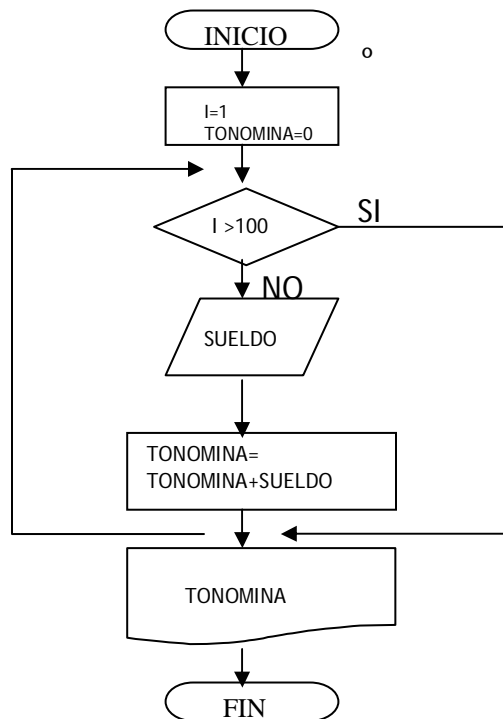 INICIO
o
I=1
TONOMINA=0
I >100
SI
NO
SUELDO
TONOMINA=
TONOMINA+SUELDO
TONOMINA
FIN